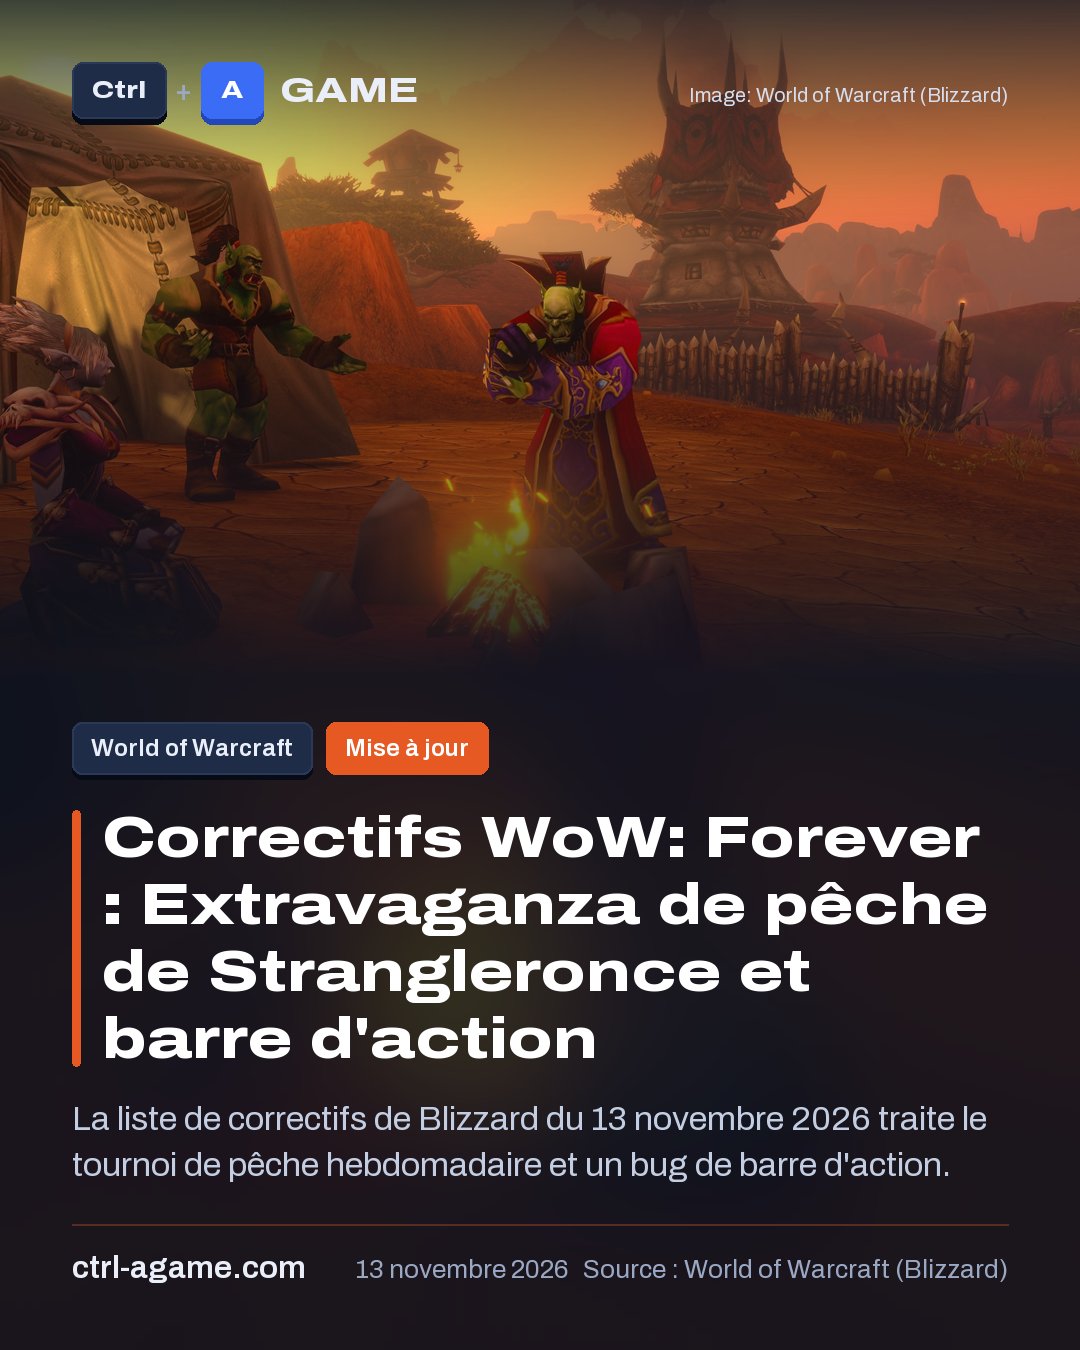 Ctrl + A GAME
Image: World of Warcraft (Blizzard)
World of Warcraft
Mise à jour
Correctifs WoW: Forever
: Extravaganza de pêche
de Strangleronce et
barre d'action
La liste de correctifs de Blizzard du 13 novembre 2026 traite le
tournoi de pêche hebdomadaire et un bug de barre d'action.
ctrl-agame.com
13 novembre 2026 Source : World of Warcraft (Blizzard)